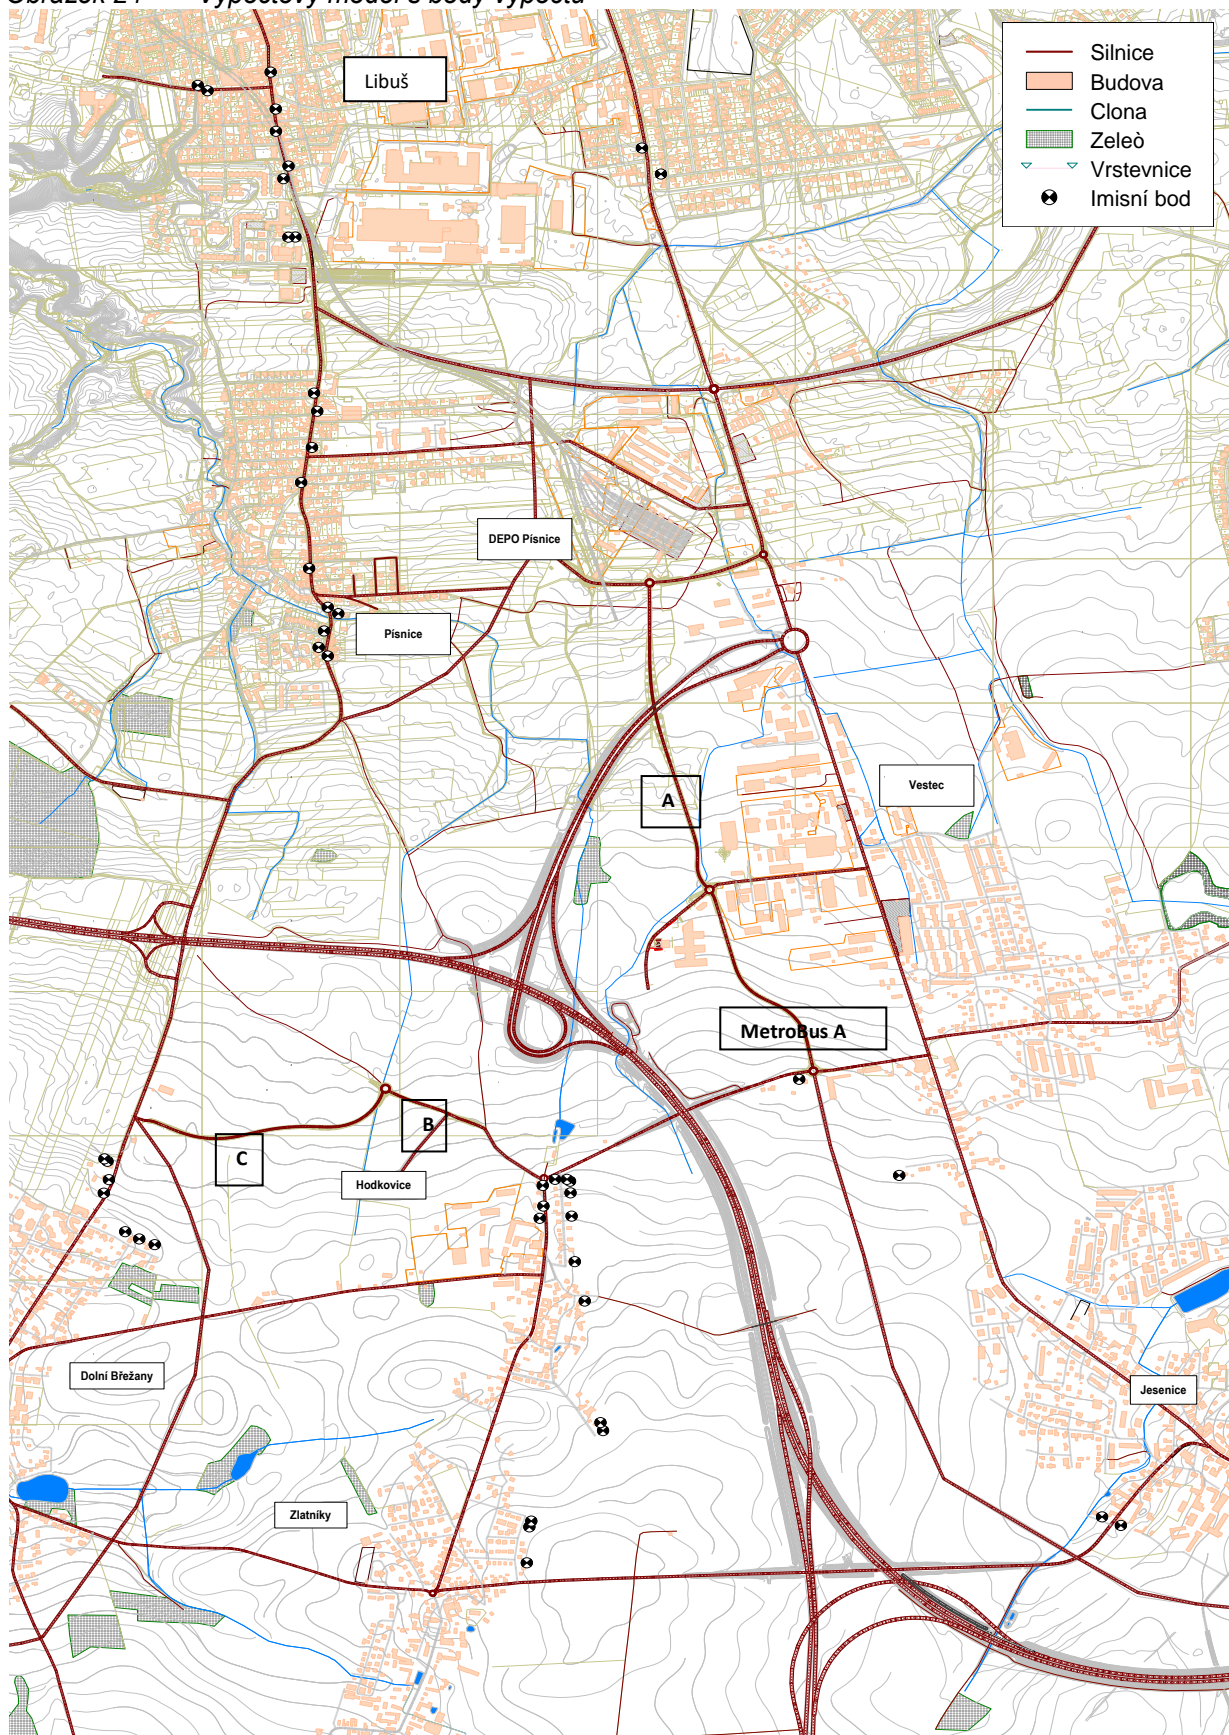 Silnice
Budova
Clona
Zeleò
Vrstevnice
Imisní bod
Libuš
DEPO Písnice
Písnice
A
Vestec
MetroBus A
B
C
Hodkovice
Dolní Břežany
Jesenice
Zlatníky